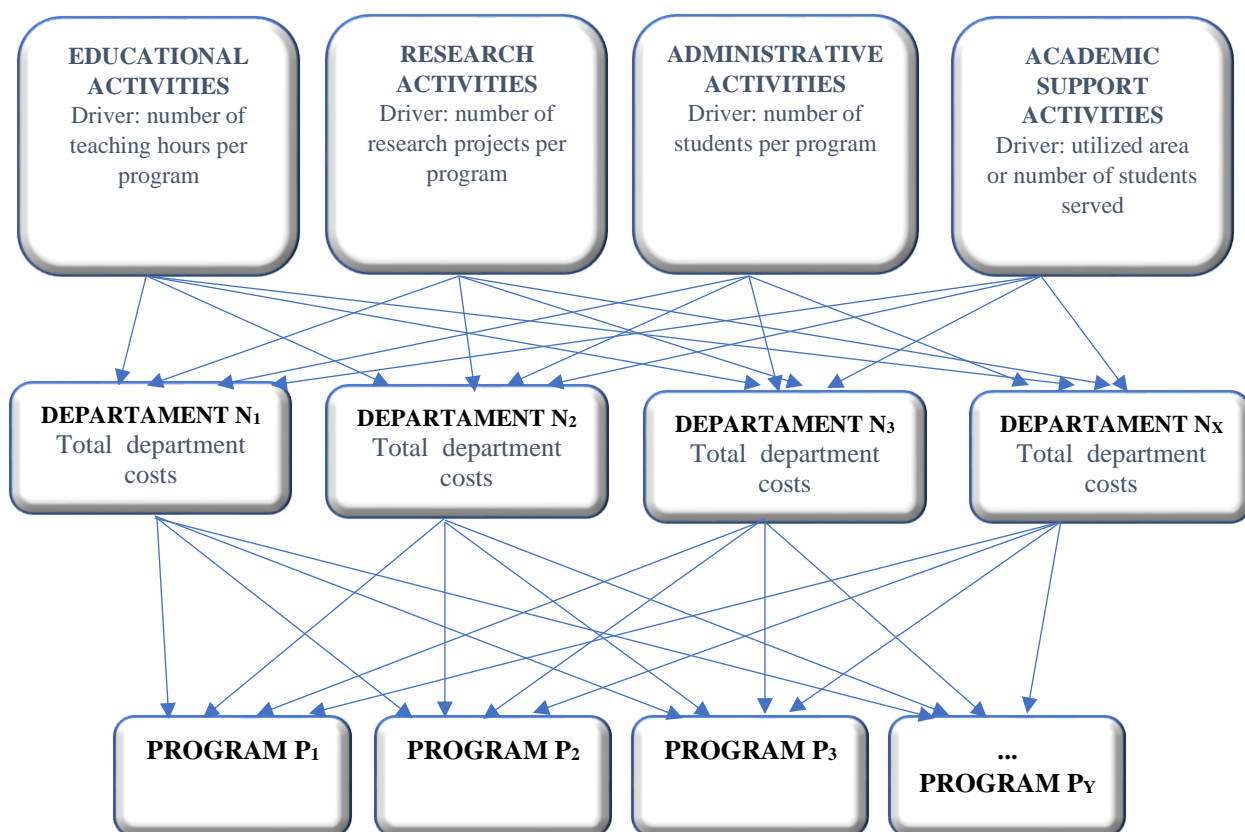 EDUCATIONAL
ACTIVITIES
Driver: number of
teaching hours per
program
RESEARCH
ACTIVITIES
Driver: number of
research projects per
program
ADMINISTRATIVE
ACTIVITIES
Driver: number of
students per program
ACADEMIC
SUPPORT
ACTIVITIES
Driver: utilized area
or number of students
served
DEPARTAMENT N₁
Total department
costs
DEPARTAMENT N₂
Total department
costs
DEPARTAMENT N₃
Total department
costs
DEPARTAMENT Nₓ
Total department
costs
PROGRAM P₁
PROGRAM P₂
PROGRAM P₃
...
PROGRAM PY